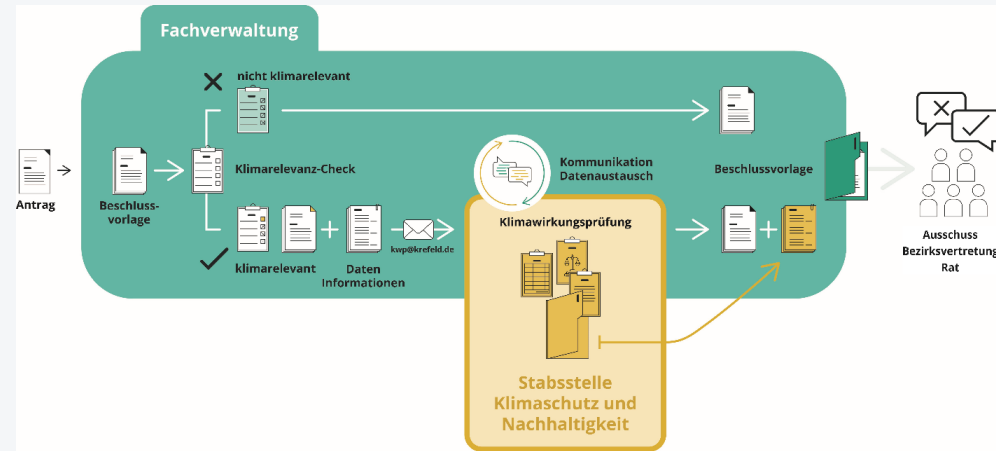 Fachverwaltung
nicht klimarelevant
Antrag
Beschluss-
vorlage
Klimarelevanz-Check
klimarelevant
Daten
Informationen
kwp@krefeld.de
Kommunikation
Datenaustausch
Klimawirkungsprüfung
Stabsstelle
Klimaschutz und
Nachhaltigkeit
Beschlussvorlage
Ausschuss
Bezirksvertretung
Rat